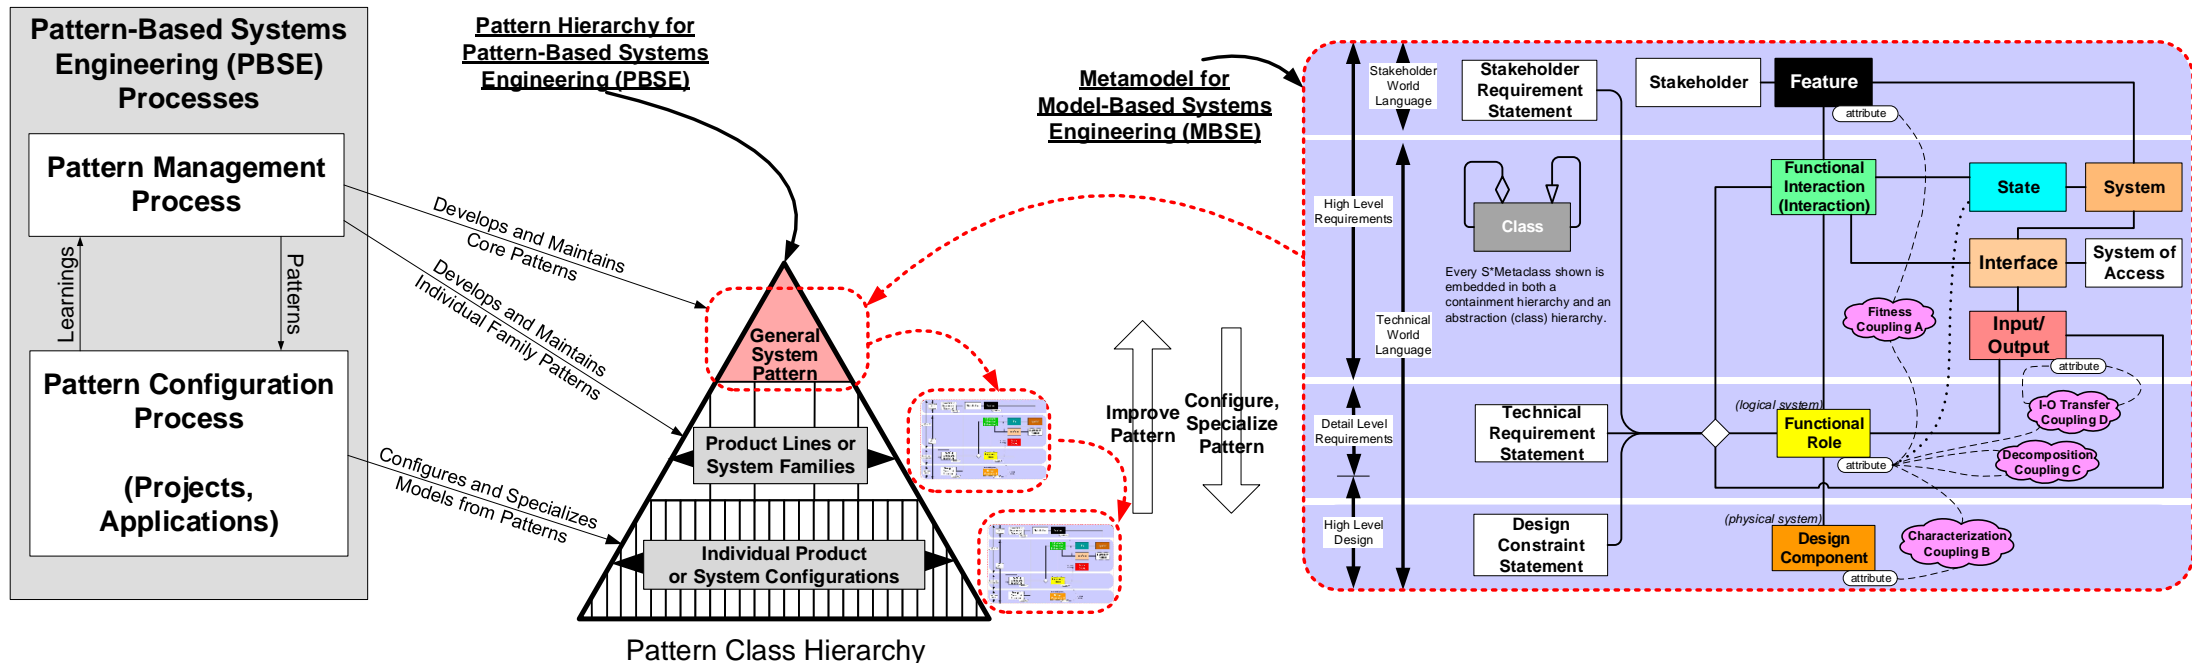 Pattern-Based Systems
Engineering (PBSE)
Processes
Pattern Management
Process
Learnings
Patterns
Pattern Configuration
Process
(Projects,
Applications)
Pattern Hierarchy for
Pattern-Based Systems
Engineering (PBSE)
Develops and Maintains
Core Patterns
Develops and Maintains
Individual Family Patterns
Configures and Specializes
Models from Patterns
General
System
Pattern
Product Lines or
System Families
Individual Product
or System Configurations
Pattern Class Hierarchy
Improve
Pattern
Configure,
Specialize
Pattern
Metamodel for
Model-Based Systems
Engineering (MBSE)
Stakeholder
World
Language
High Level
Requirements
Technical
World
Language
Detail Level
Requirements
High Level
Design
Stakeholder
Requirement
Statement
Stakeholder
Feature
attribute
Class
Every S*Metaclass shown is
embedded in both a
containment hierarchy and an
abstraction (class) hierarchy.
Functional
Interaction
(Interaction)
State
System
Interface
System of
Access
Fitness
Coupling A
Input/
Output
attribute
Technical
Requirement
Statement
(logical system)
Functional
Role
attribute
I-O Transfer
Coupling D
Decomposition
Coupling C
Design
Constraint
Statement
(physical system)
Design
Component
attribute
Characterization
Coupling B